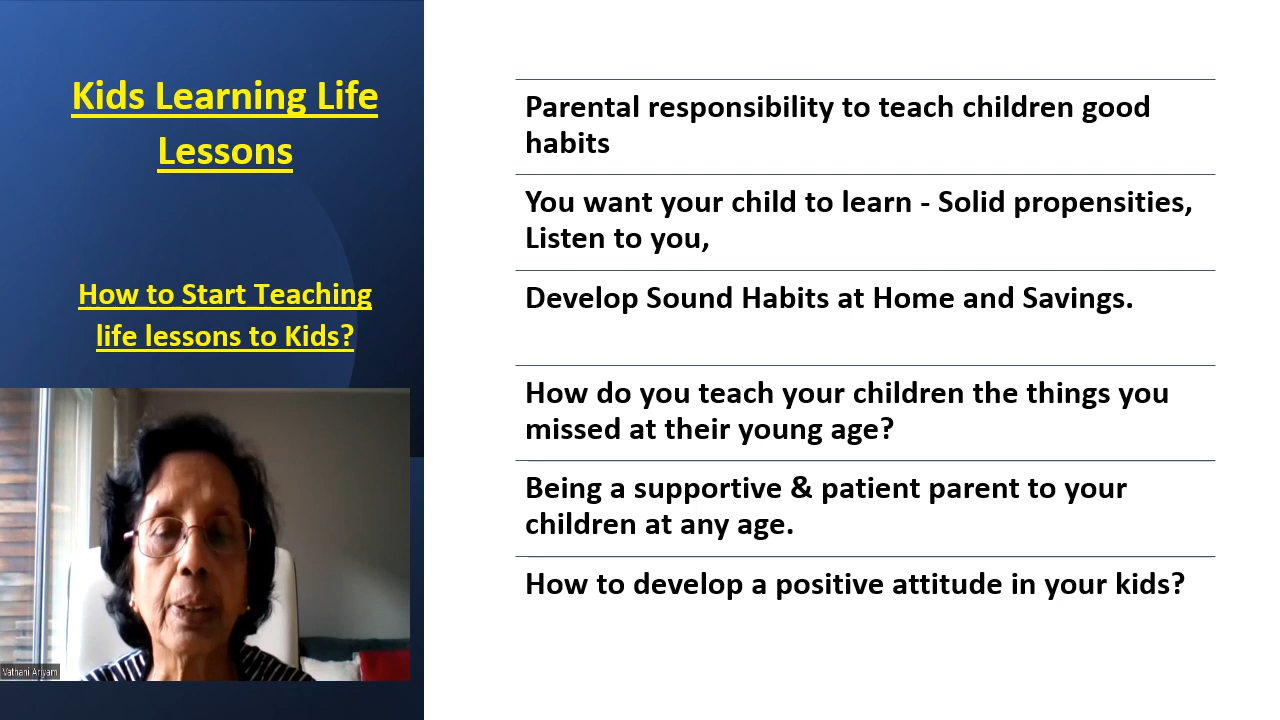 Kids Learning Life
Lessons
How to Start Teaching
life lessons to Kids?
Vathani Ariyam
Parental responsibility to teach children good
habits
You want your child to learn - Solid propensities,
Listen to you,
Develop Sound Habits at Home and Savings.
How do you teach your children the things you
missed at their young age?
Being a supportive & patient parent to your
children at any age.
How to develop a positive attitude in your kids?